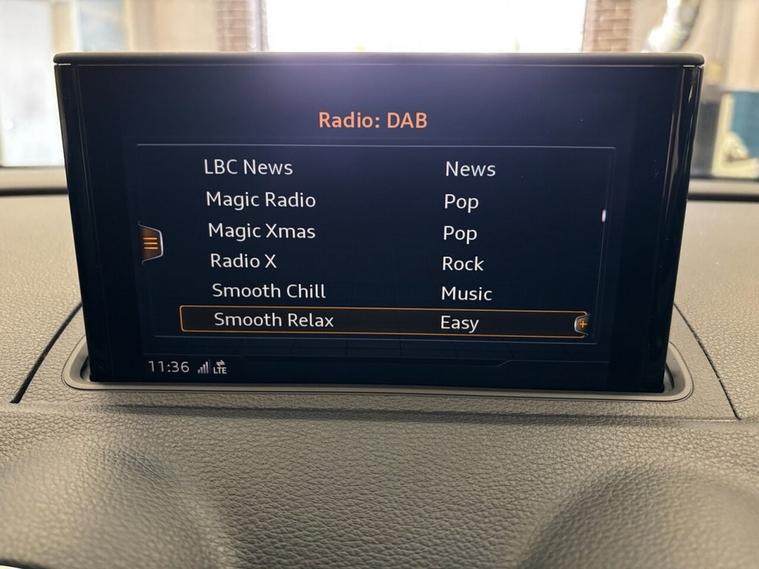 Radio: DAB
LBC News News
Magic Radio Pop
Magic Xmas Pop
Radio X Rock
Smooth Chill Music
Smooth Relax Easy
11:36 LTE